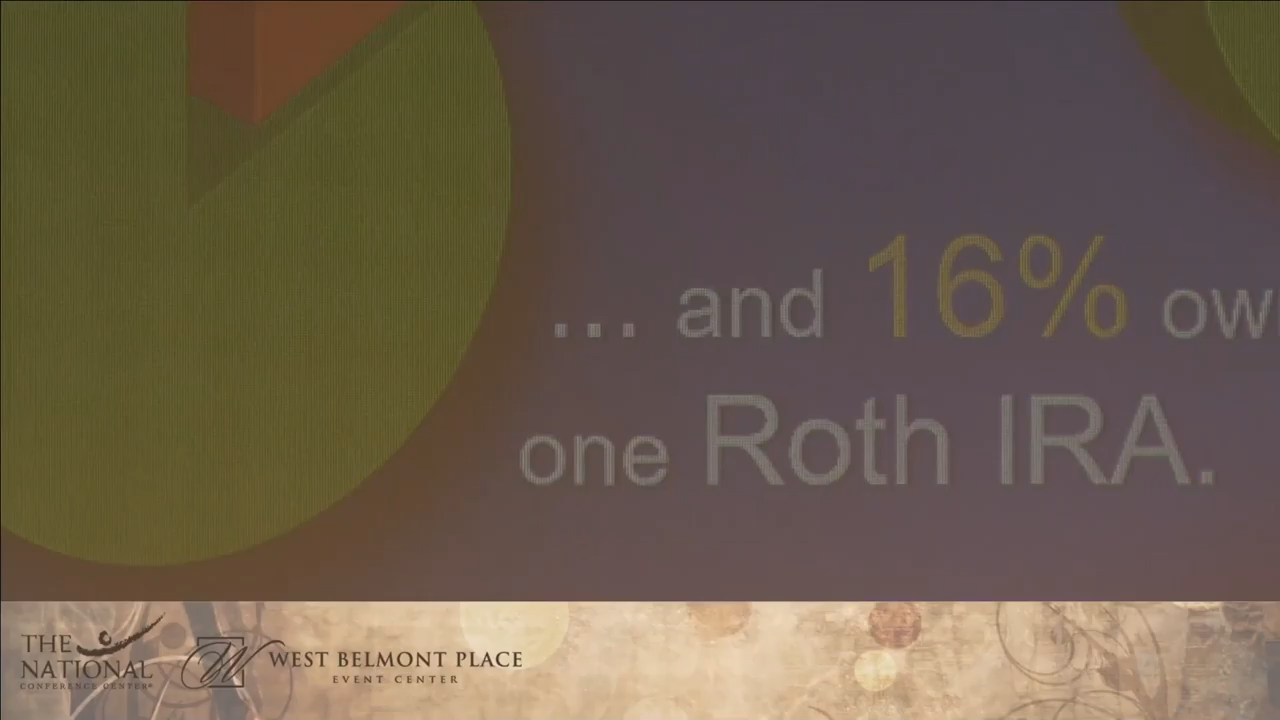 ... and 16% ow
one Roth IRA.
THE NATIONAL
CONFERENCE CENTER®
WEST BELMONT PLACE
EVENT CENTER